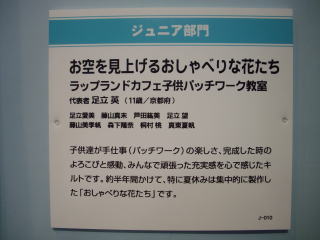 ジュニア部門
お空を見上げるおしゃべりな花たち
ラップランドカフェ子供パッチワーク教室
代表者 足立 英 （11歳／京都府）
足立愛美 藤山真未 芦田紘美 足立 望
藤山美季帆 森下隆奈 桐村 桃 真東夏帆
子供達が手仕事（パッチワーク）の楽しさ、完成した時の
よろこびと感動、みんなで頑張った充実感を心で感じたキ
ルトです。約半年間かけて、特に夏休みは集中的に製作し
た「おしゃべりな花たち」です。
J-010